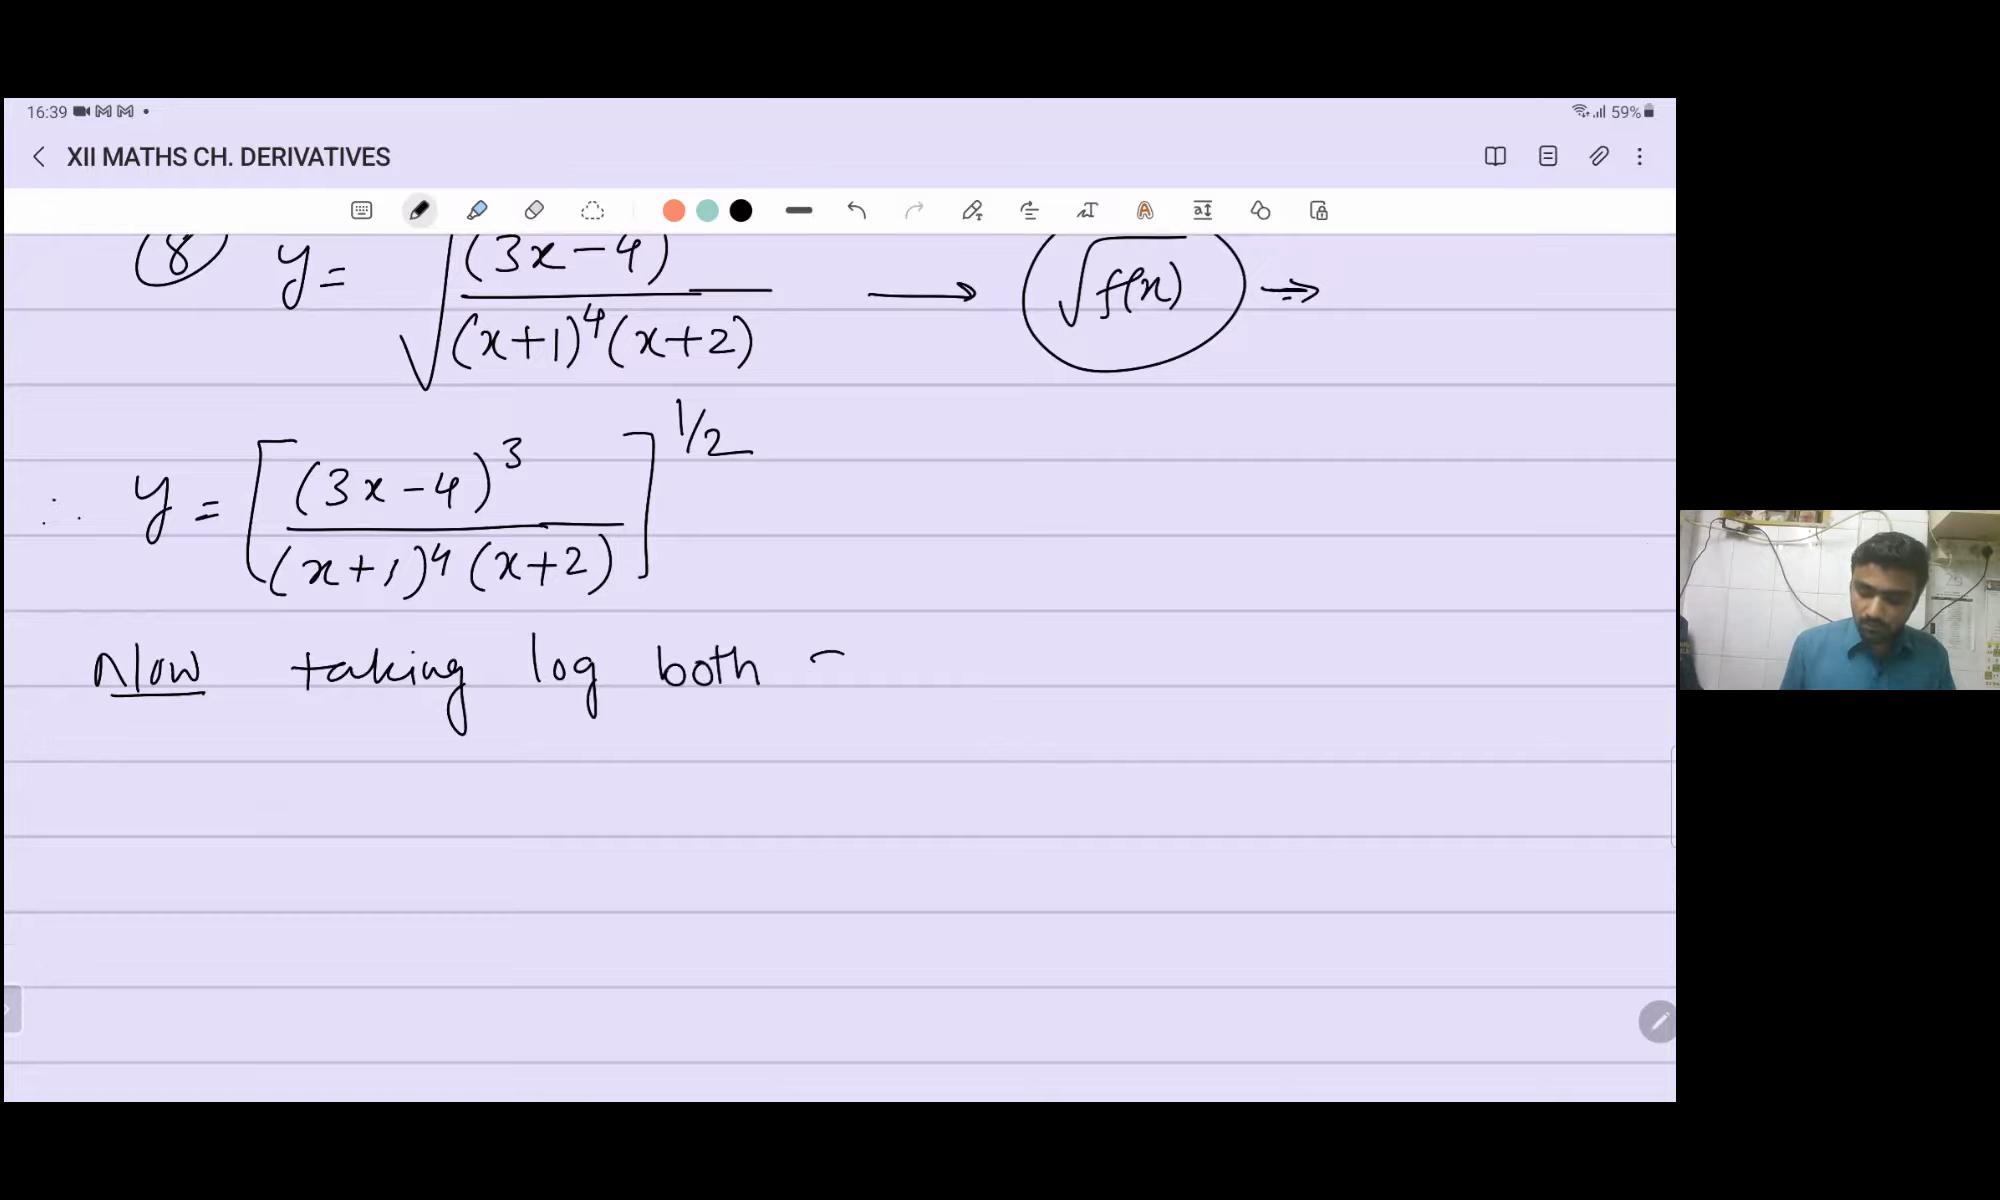 16:39
59%
XII MATHS CH. DERIVATIVES
(8) y = √((3x-4) / (x+1)^4(x+2)) → √f(x) →
∴ y = [(3x-4)^3 / (x+1)^4(x+2)]^1/2
Now taking log both